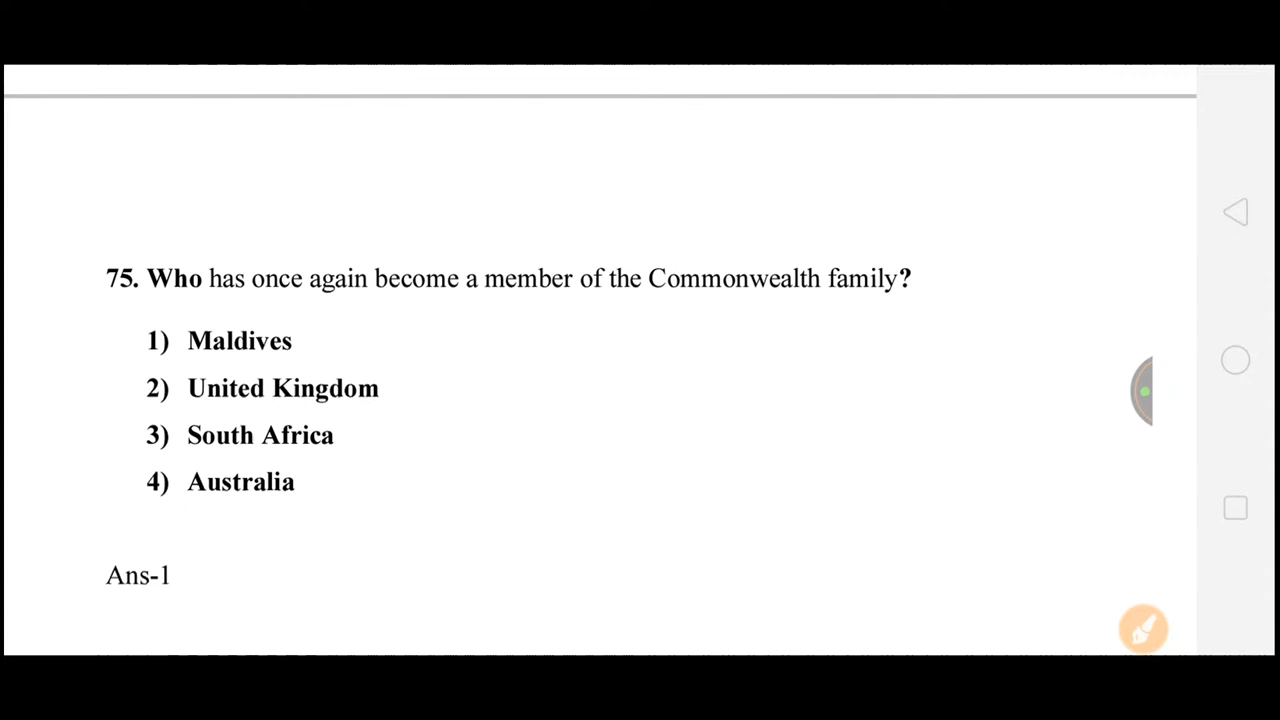 75. Who has once again become a member of the Commonwealth family?
1) Maldives
2) United Kingdom
3) South Africa
4) Australia
Ans-1